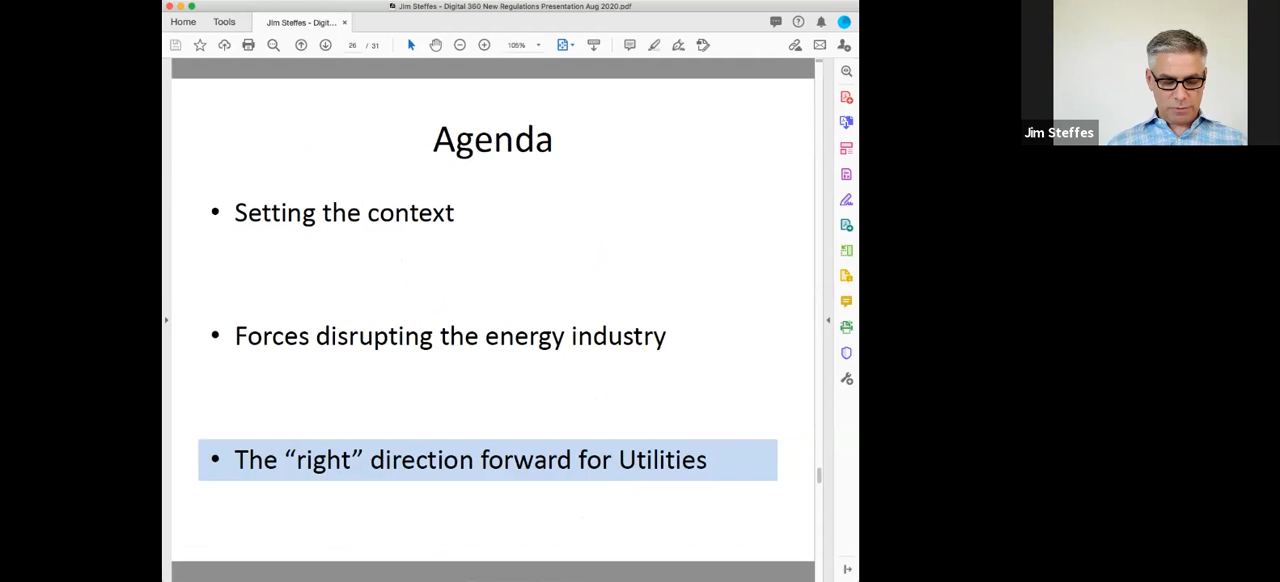 Jim Steffes - Digital 360 New Regulations Presentation Aug 2020.pdf
Home
Tools
Jim Steffes - Digit...
26 / 31
105%
Agenda
• Setting the context
• Forces disrupting the energy industry
• The “right” direction forward for Utilities
Jim Steffes